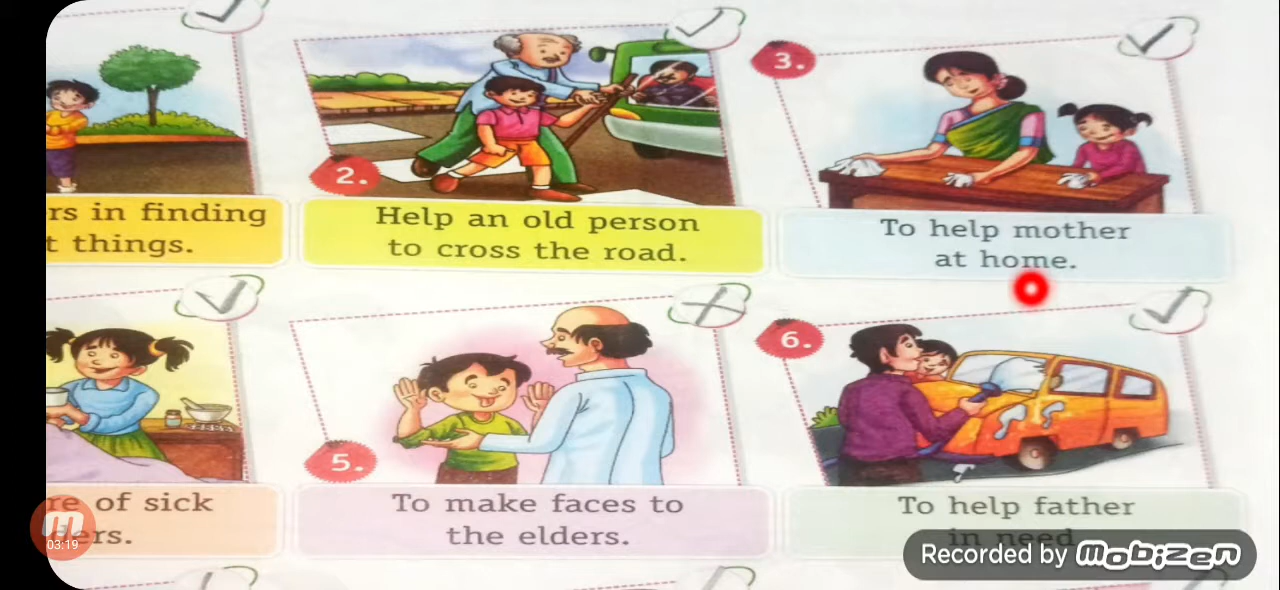 rs in finding
t things.
2.
Help an old person
to cross the road.
3.
To help mother
at home.
re of sick
ers.
5.
To make faces to
the elders.
6.
To help father
in need
M
03:19
Recorded by mobizen